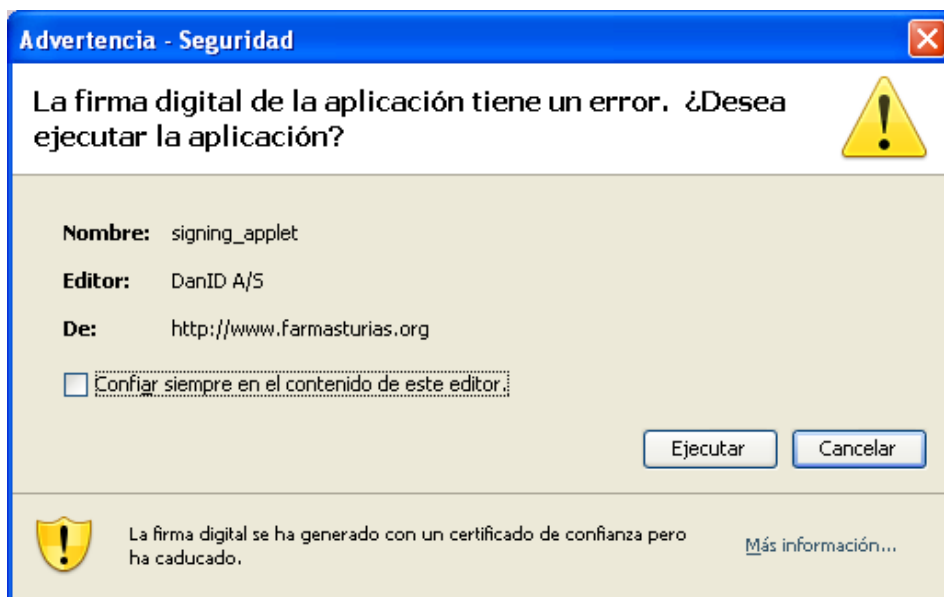 Advertencia - Seguridad
La firma digital de la aplicación tiene un error. ¿Desea
ejecutar la aplicación?
Nombre: signing_applet
Editor: DanID A/S
De: http://www.farmasturias.org
Confiar siempre en el contenido de este editor.
Ejecutar Cancelar
La firma digital se ha generado con un certificado de confianza pero
ha caducado.
Más información...